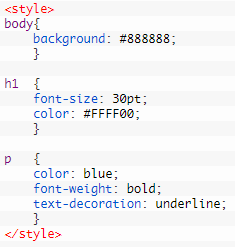 <style>
body{
    background: #888888;
    }

h1  {
    font-size: 30pt;
    color: #FFFF00;
    }

p   {
    color: blue;
    font-weight: bold;
    text-decoration: underline;
    }
</style>